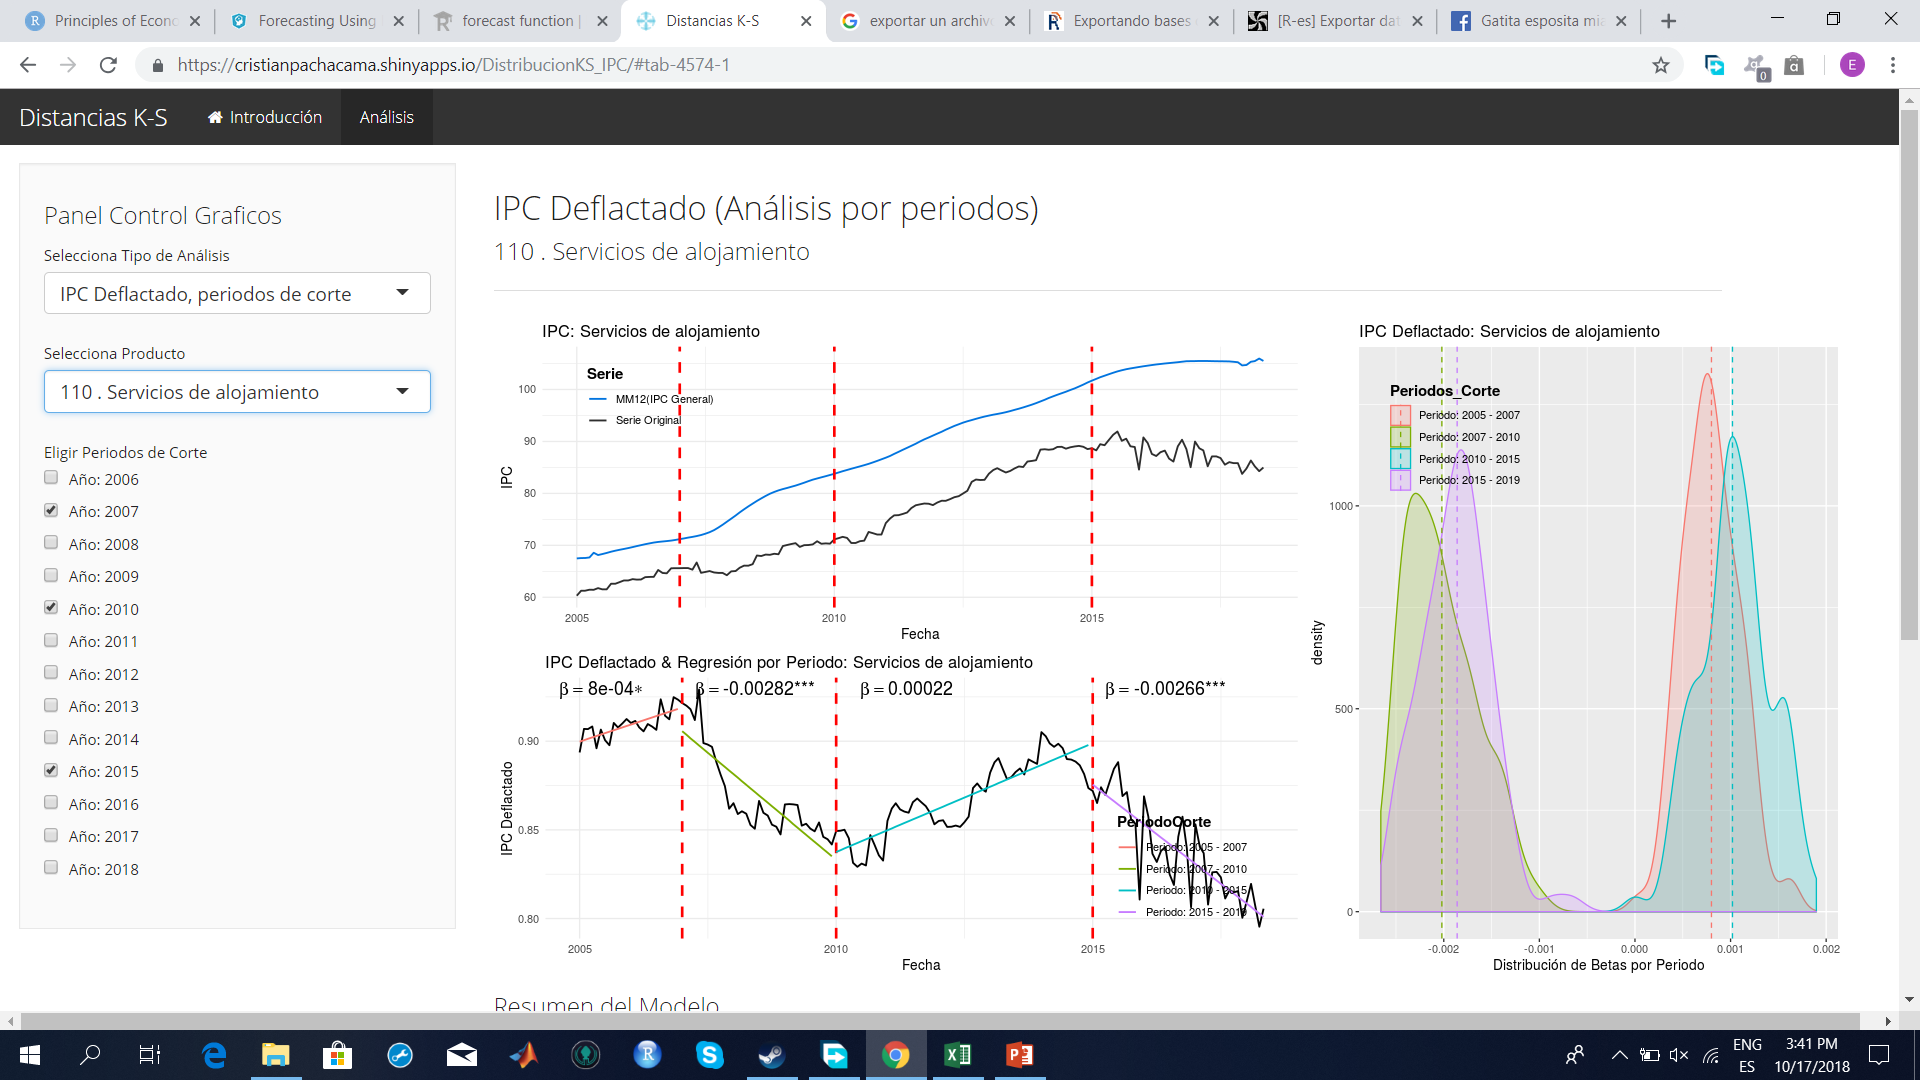 Principles of Econo
Forecasting Using
forecast function |
Distancias K-S
exportar un archivo
Exportando bases
[R-es] Exportar dat
Gatita esposita mia
https://cristianpachacama.shinyapps.io/DistribucionKS_IPC/#tab-4574-1
0
a
E
Distancias K-S
Introducción
Análisis
Panel Control Graficos
Selecciona Tipo de Análisis
IPC Deflactado, periodos de corte
Selecciona Producto
110 . Servicios de alojamiento
Eligir Periodos de Corte
Año: 2006
Año: 2007
Año: 2008
Año: 2009
Año: 2010
Año: 2011
Año: 2012
Año: 2013
Año: 2014
Año: 2015
Año: 2016
Año: 2017
Año: 2018
IPC Deflactado (Análisis por periodos)
110 . Servicios de alojamiento
IPC: Servicios de alojamiento
Serie
MM12(IPC General)
Serie Original
IPC
100
90
80
70
60
2005
2010
2015
Fecha
IPC Deflactado & Regresión por Periodo: Servicios de alojamiento
β = 8e-04*
β = -0.00282***
β = 0.00022
β = -0.00266***
IPC Deflactado
0.90
0.85
0.80
PeriodoCorte
Periodo: 2005 - 2007
Periodo: 2007 - 2010
Periodo: 2010 - 2015
Periodo: 2015 - 2019
2005
2010
2015
Fecha
IPC Deflactado: Servicios de alojamiento
Periodos_Corte
Periodo: 2005 - 2007
Periodo: 2007 - 2010
Periodo: 2010 - 2015
Periodo: 2015 - 2019
density
1000
500
0
-0.002
-0.001
0.000
0.001
0.002
Distribución de Betas por Periodo
Resumen del Modelo
ENG
ES
3:41 PM
10/17/2018